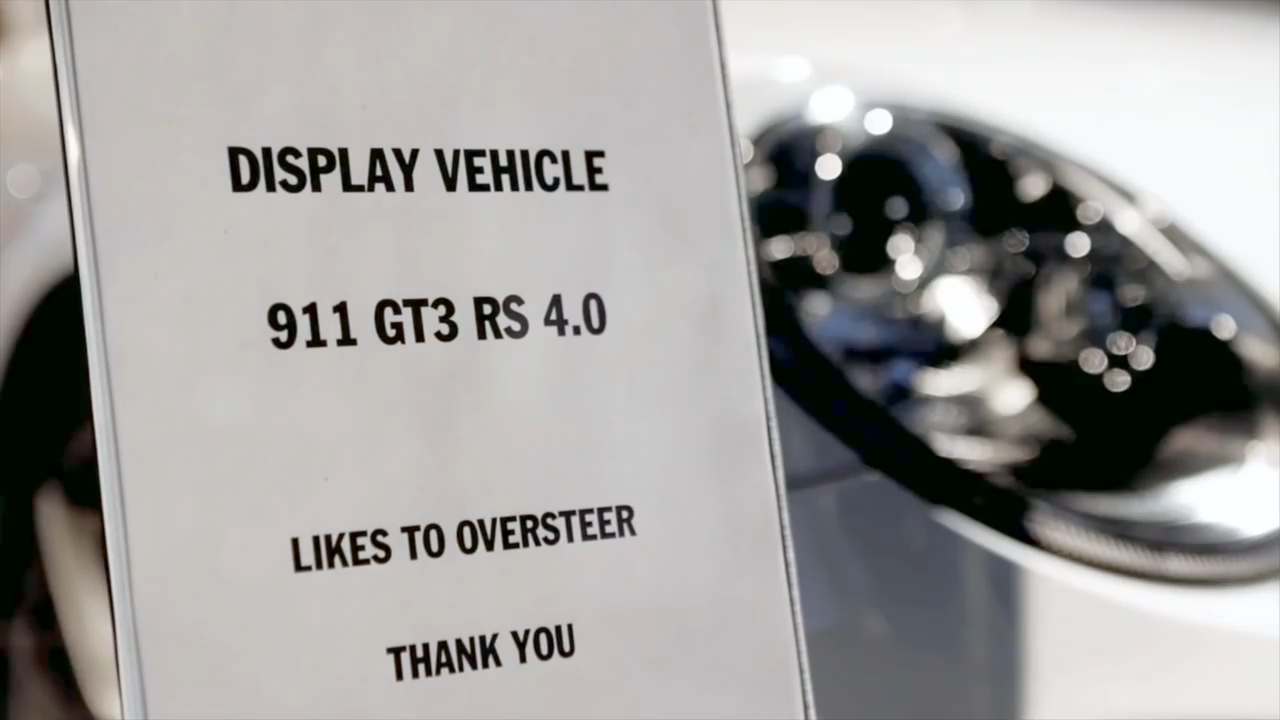 DISPLAY VEHICLE
911 GT3 RS 4.0
LIKES TO OVERSTEER
THANK YOU